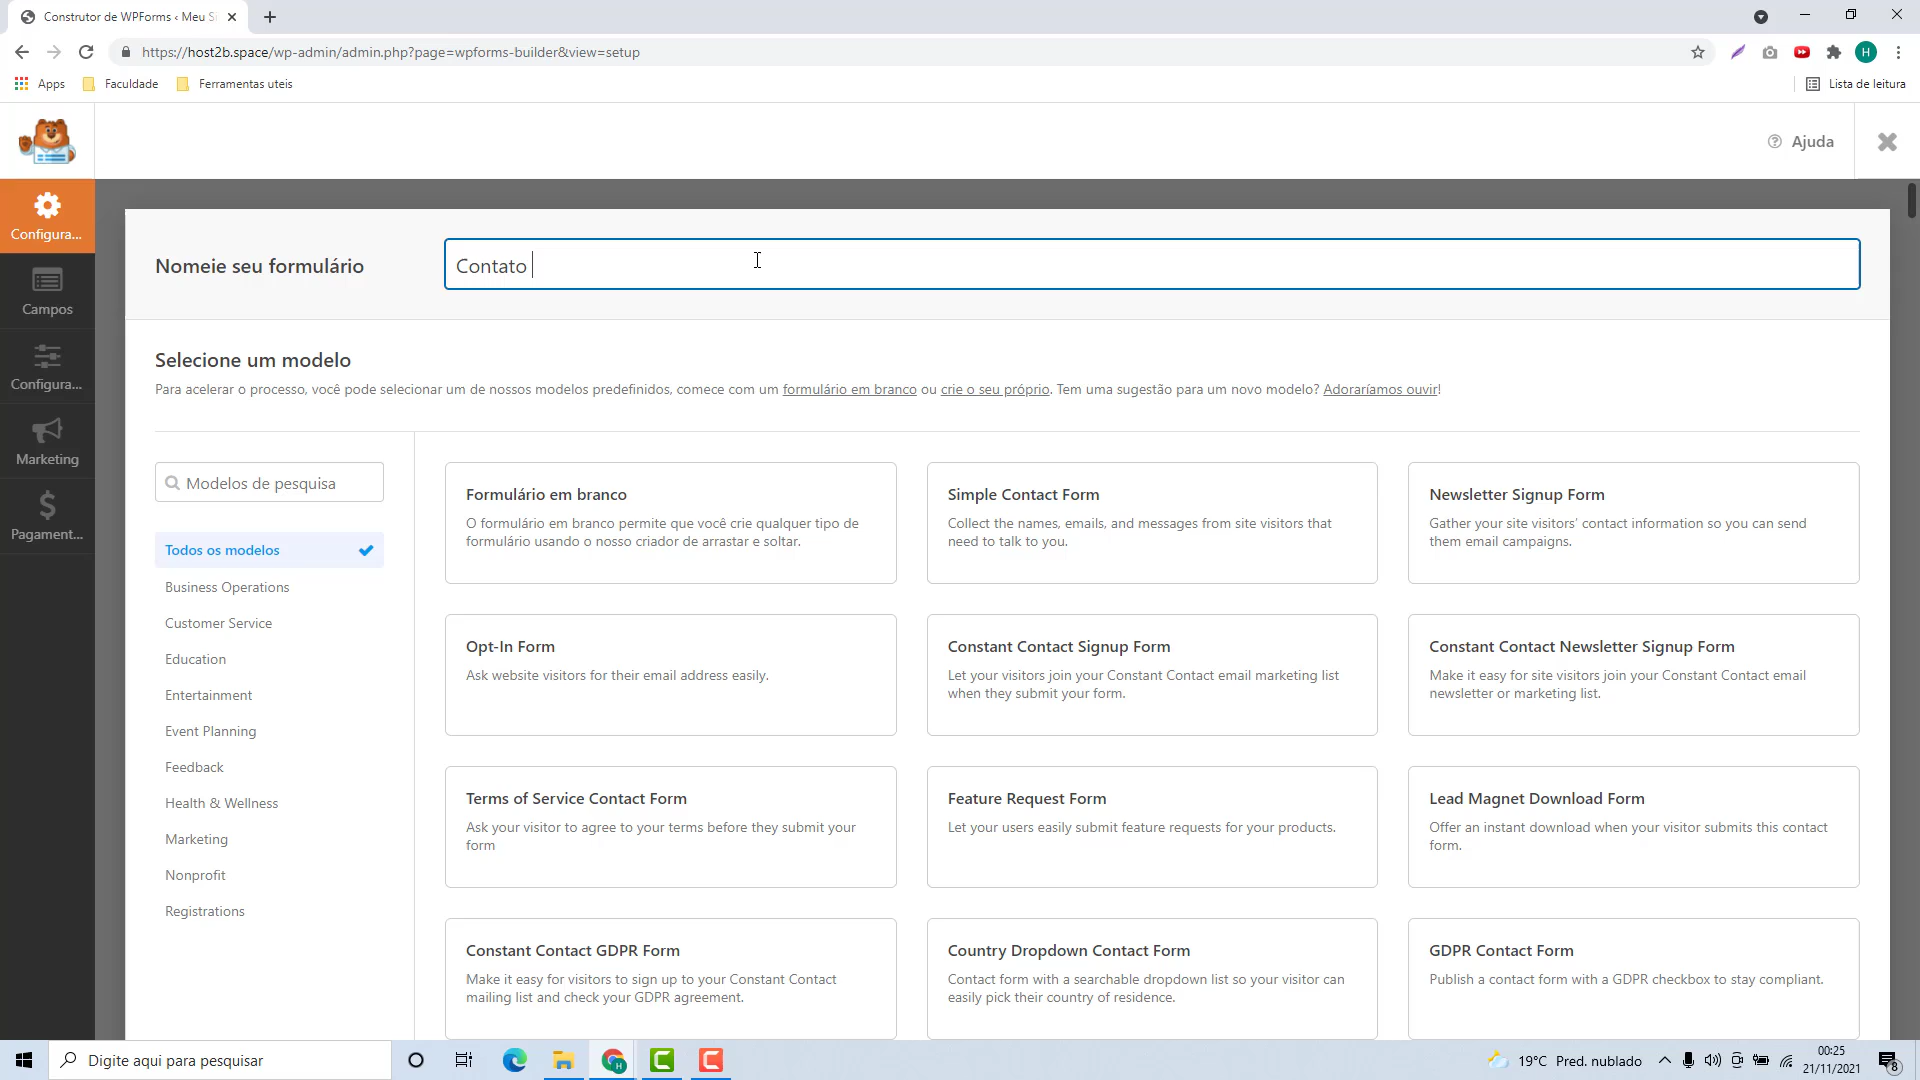 Construtor de WPForms ‹ Meu S
https://host2b.space/wp-admin/admin.php?page=wpforms-builder&view=setup
H
Apps
Faculdade
Ferramentas uteis
Lista de leitura
Ajuda
Configura...
Campos
Configura...
Marketing
Pagament...
Nomeie seu formulário
Contato
Selecione um modelo
Para acelerar o processo, você pode selecionar um de nossos modelos predefinidos, comece com um formulário em branco ou crie o seu próprio. Tem uma sugestão para um novo modelo? Adoraríamos ouvir!
Modelos de pesquisa
Todos os modelos
Business Operations
Customer Service
Education
Entertainment
Event Planning
Feedback
Health & Wellness
Marketing
Nonprofit
Registrations
Formulário em branco
O formulário em branco permite que você crie qualquer tipo de
formulário usando o nosso criador de arrastar e soltar.
Simple Contact Form
Collect the names, emails, and messages from site visitors that
need to talk to you.
Newsletter Signup Form
Gather your site visitors’ contact information so you can send
them email campaigns.
Opt-In Form
Ask website visitors for their email address easily.
Constant Contact Signup Form
Let your visitors join your Constant Contact email marketing list
when they submit your form.
Constant Contact Newsletter Signup Form
Make it easy for site visitors join your Constant Contact email
newsletter or marketing list.
Terms of Service Contact Form
Ask your visitor to agree to your terms before they submit your
form
Feature Request Form
Let your users easily submit feature requests for your products.
Lead Magnet Download Form
Offer an instant download when your visitor submits this contact
form.
Constant Contact GDPR Form
Make it easy for visitors to sign up to your Constant Contact
mailing list and check your GDPR agreement.
Country Dropdown Contact Form
Contact form with a searchable dropdown list so your visitor can
easily pick their country of residence.
GDPR Contact Form
Publish a contact form with a GDPR checkbox to stay compliant.
Digite aqui para pesquisar
19°C Pred. nublado
00:25
21/11/2021
8